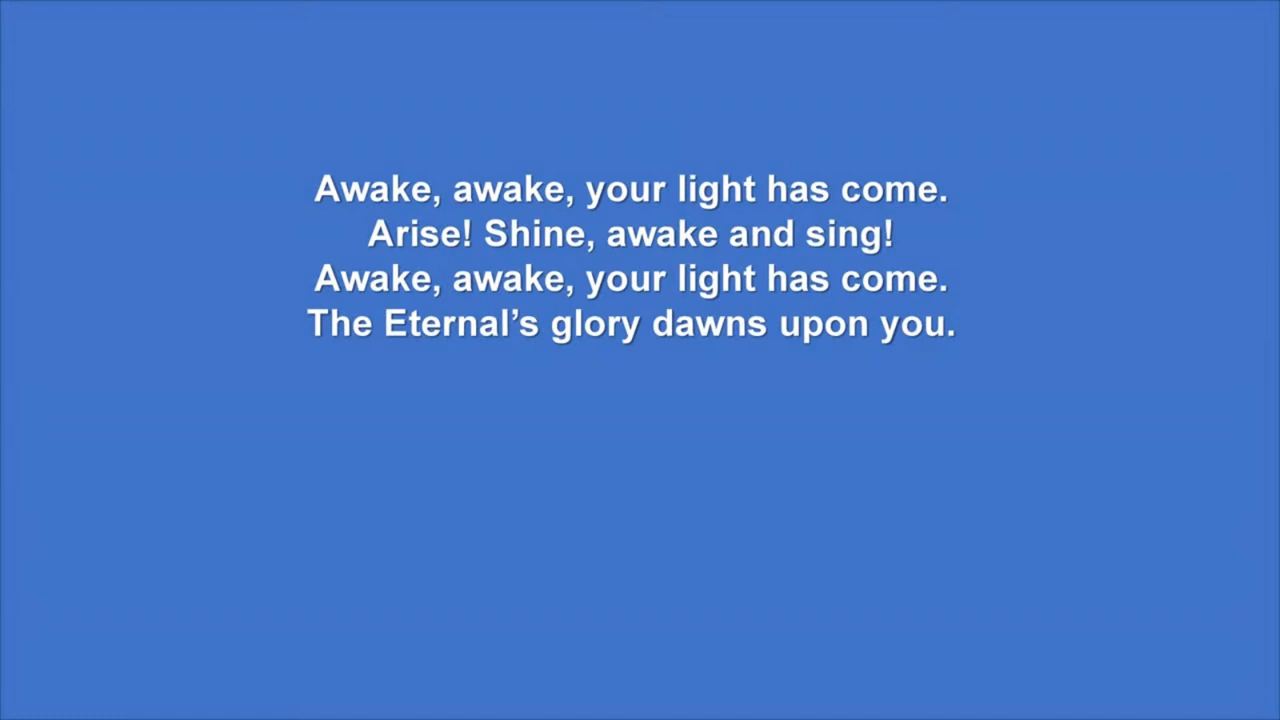 Awake, awake, your light has come.
Arise! Shine, awake and sing!
Awake, awake, your light has come.
The Eternal’s glory dawns upon you.